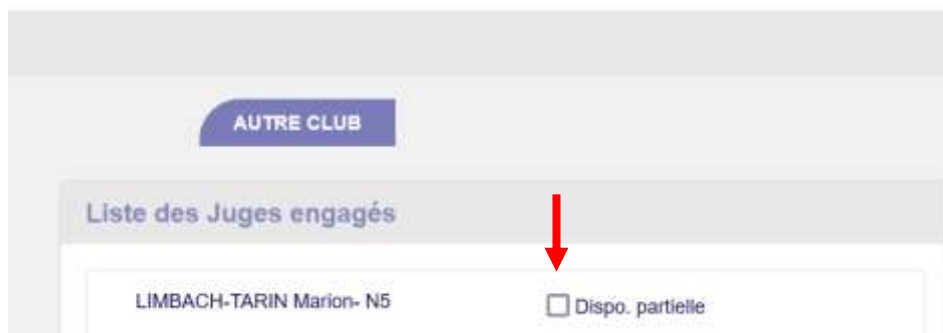 AUTRE CLUB
Liste des Juges engagés
LIMBACH-TARIN Marion- N5 Dispo. partielle